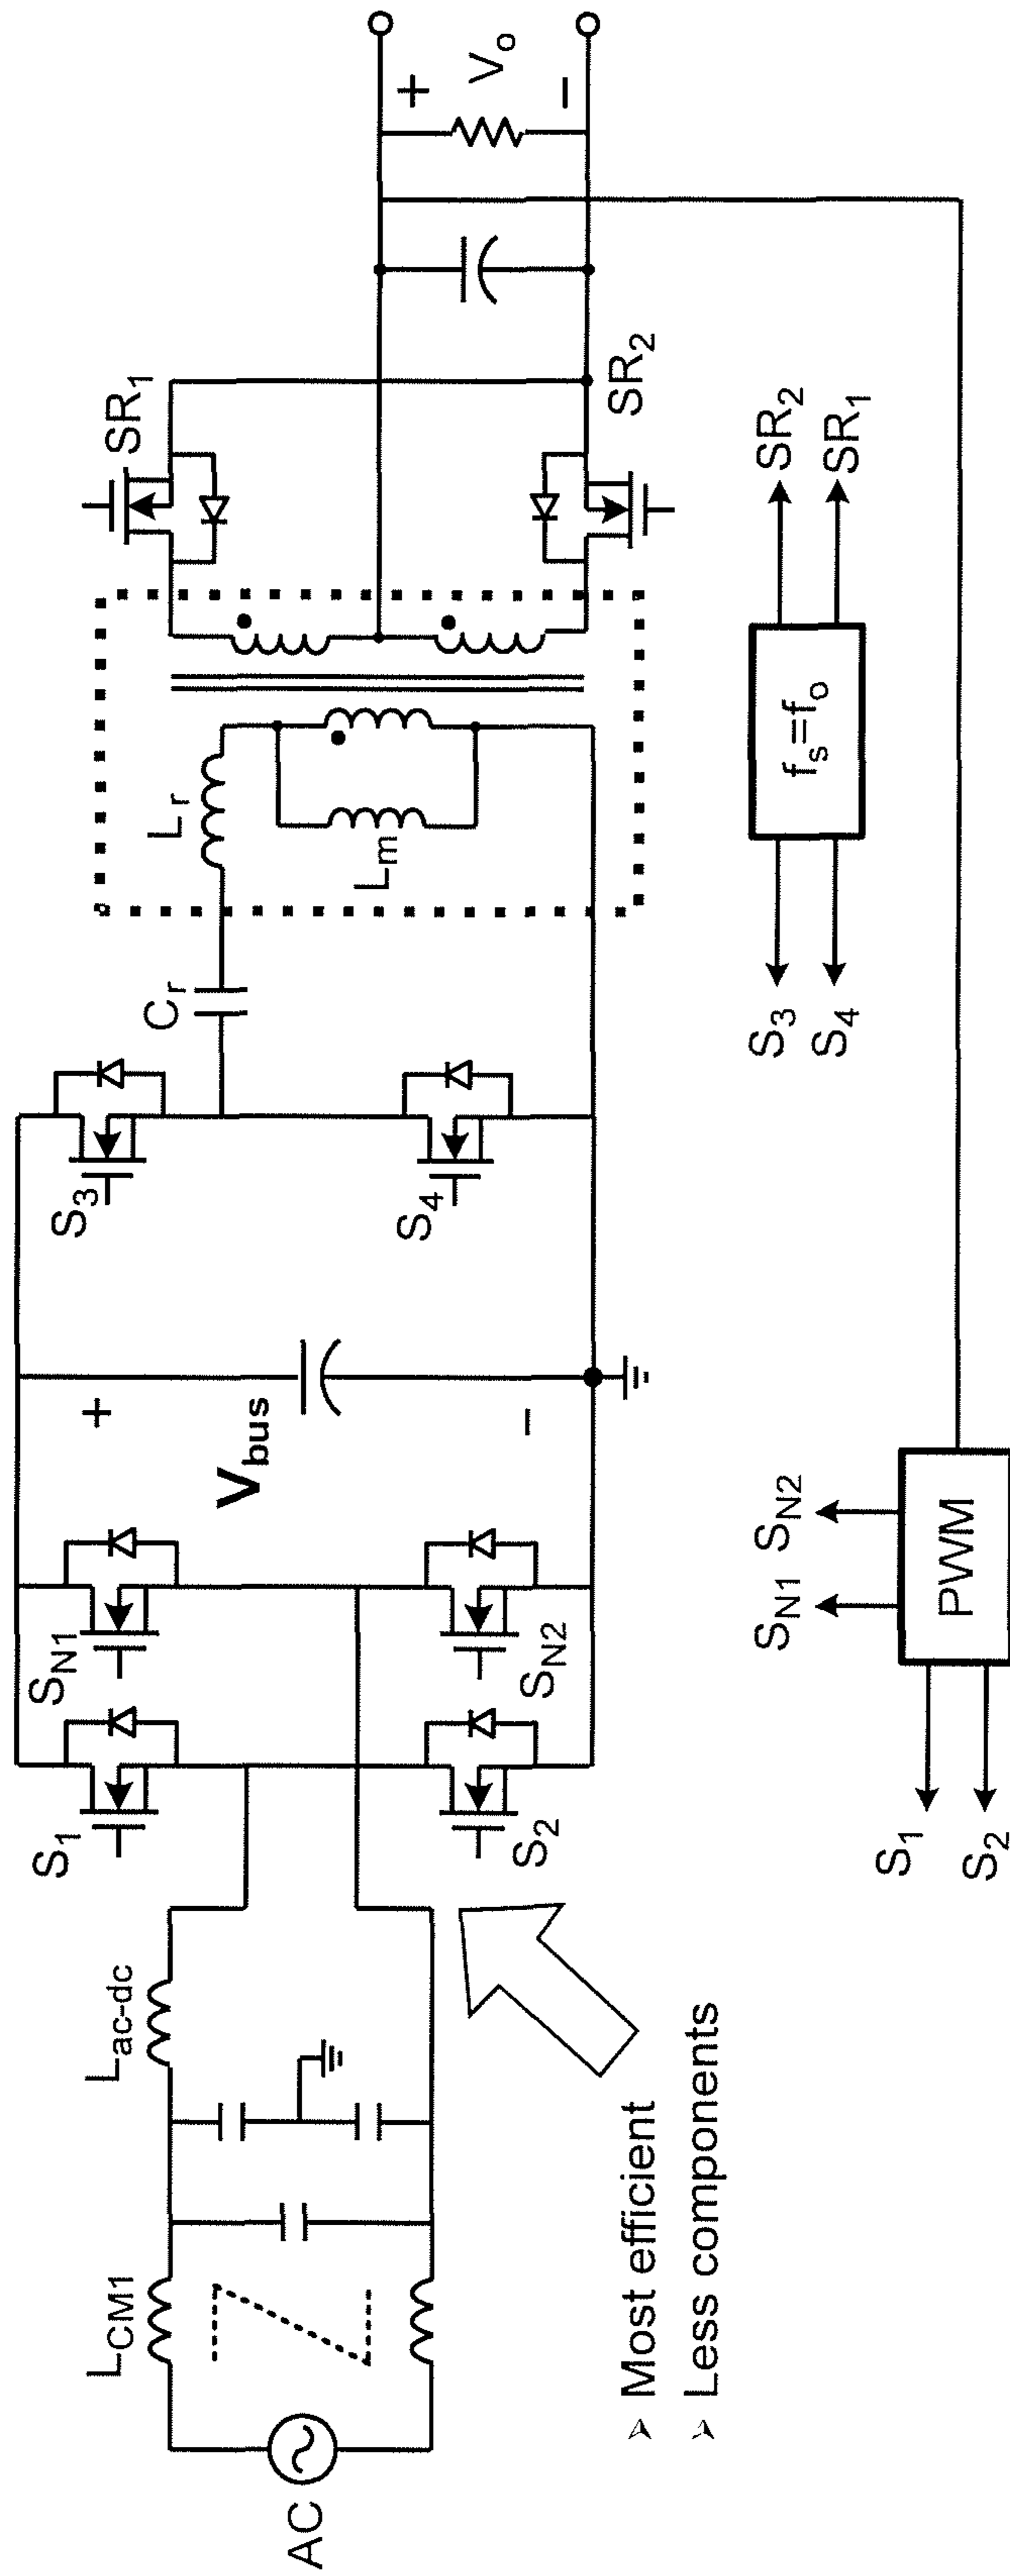 AC
L_CM1
L_ac-dc
S_1
S_N1
+
V_bus
−
S_2
S_N2
S_3
S_4
C_r
L_r
L_m
SR_1
SR_2
+
V_o
−
➢ Most efficient
➢ Less components
S_3
S_4
f_s=f_o
SR_2
SR_1
S_N1
S_N2
S_1
S_2
PWM